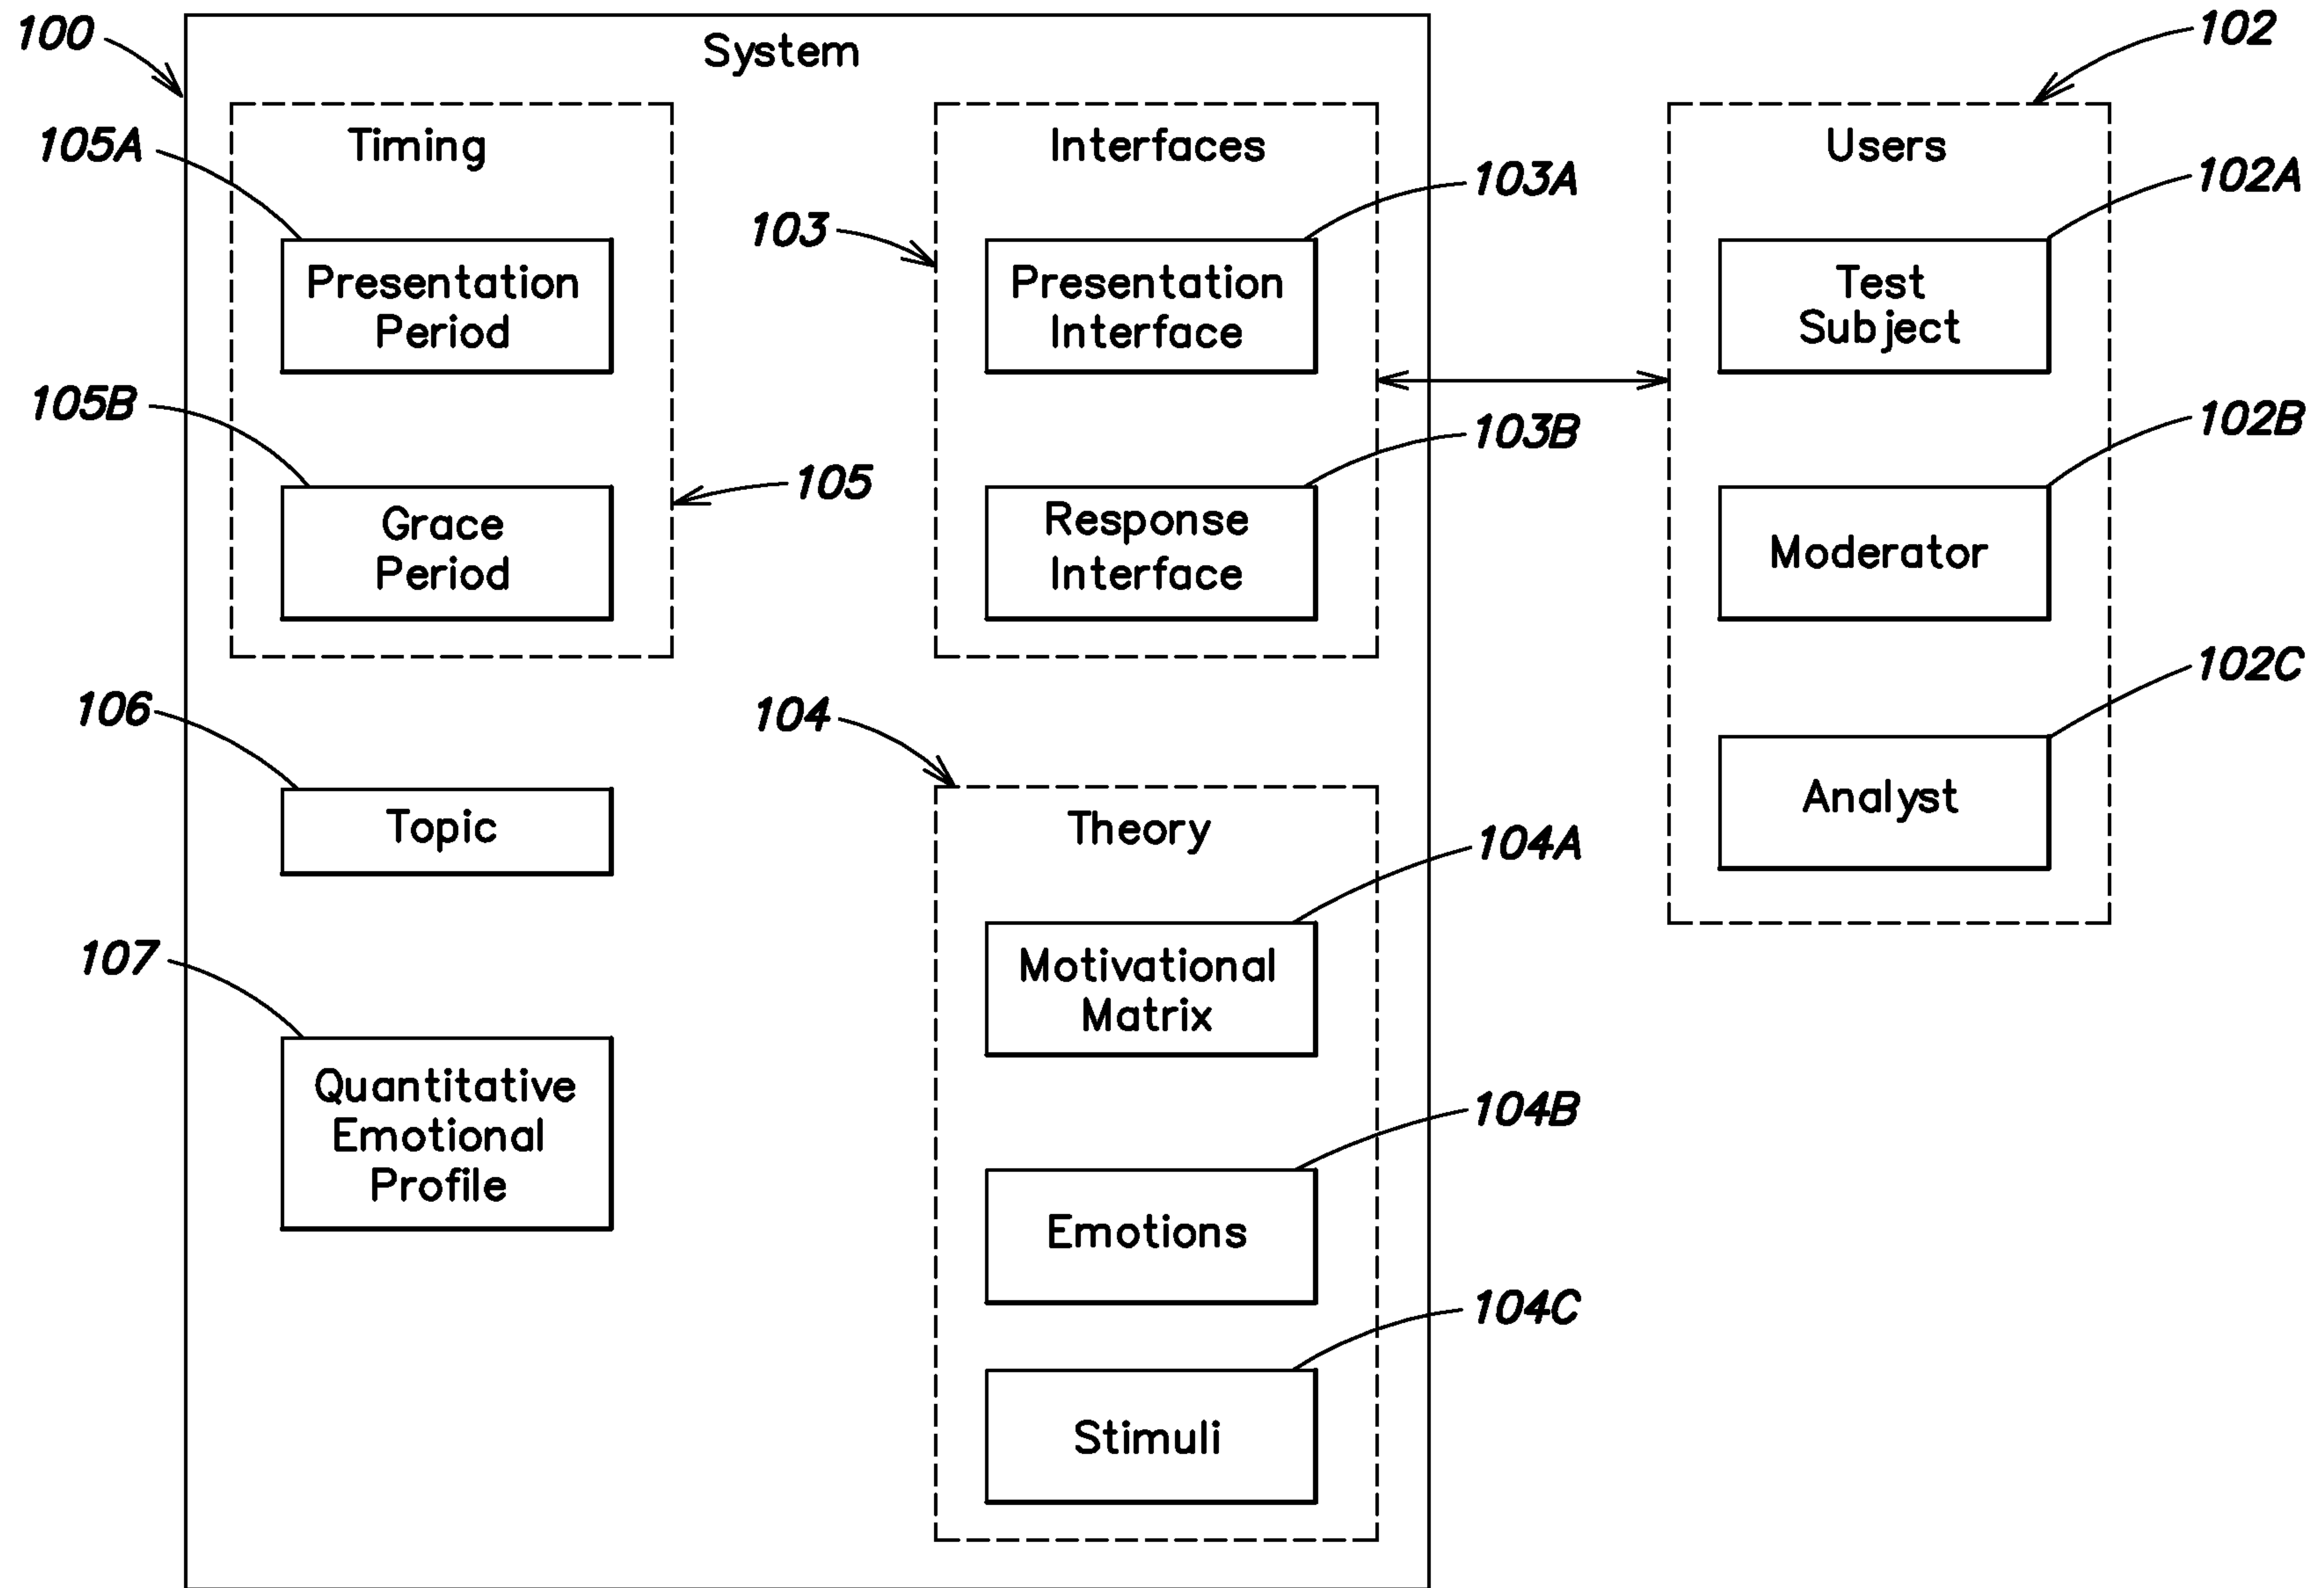 100
System
102
105A
Timing
Interfaces
Users
103A
102A
103
Presentation
Period
Presentation
Interface
Test
Subject
105B
103B
102B
105
Grace
Period
Response
Interface
Moderator
102C
106
104
Topic
Theory
104A
Analyst
107
Motivational
Matrix
Quantitative
Emotional
Profile
104B
Emotions
104C
Stimuli